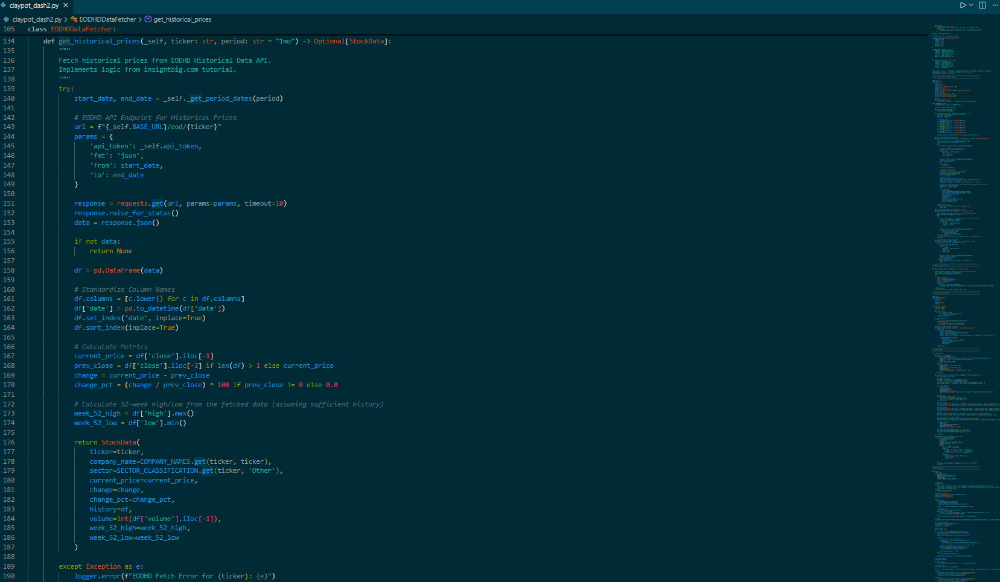 claypot_dash2.py
claypot_dash2.py > EODHDDataFetcher > get_historical_prices
105 class EODHDDataFetcher:
134 def get_historical_prices(_self, ticker: str, period: str = "1mo") -> Optional[StockData]:
135 """
136 Fetch historical prices from EODHD Historical Data API.
137 Implements logic from insightbig.com tutorial.
138 """
139 try:
140 start_date, end_date = _self._get_period_dates(period)
141
142 # EODHD API Endpoint for Historical Prices
143 url = f"{_self.BASE_URL}/eod/{ticker}"
144 params = {
145 'api_token': _self.api_token,
146 'fmt': 'json',
147 'from': start_date,
148 'to': end_date
149 }
150
151 response = requests.get(url, params=params, timeout=10)
152 response.raise_for_status()
153 data = response.json()
154
155 if not data:
156 return None
157
158 df = pd.DataFrame(data)
159
160 # Standardize Column Names
161 df.columns = [c.lower() for c in df.columns]
162 df['date'] = pd.to_datetime(df['date'])
163 df.set_index('date', inplace=True)
164 df.sort_index(inplace=True)
165
166 # Calculate Metrics
167 current_price = df['close'].iloc[-1]
168 prev_close = df['close'].iloc[-2] if len(df) > 1 else current_price
169 change = current_price - prev_close
170 change_pct = (change / prev_close) * 100 if prev_close != 0 else 0.0
171
172 # Calculate 52-week high/low from the fetched data (assuming sufficient history)
173 week_52_high = df['high'].max()
174 week_52_low = df['low'].min()
175
176 return StockData(
177 ticker=ticker,
178 company_name=COMPANY_NAMES.get(ticker, ticker),
179 sector=SECTOR_CLASSIFICATION.get(ticker, 'Other'),
180 current_price=current_price,
181 change=change,
182 change_pct=change_pct,
183 history=df,
184 volume=int(df['volume'].iloc[-1]),
185 week_52_high=week_52_high,
186 week_52_low=week_52_low
187 )
188
189 except Exception as e:
190 logger.error(f"EODHD Fetch Error for {ticker}: {e}")